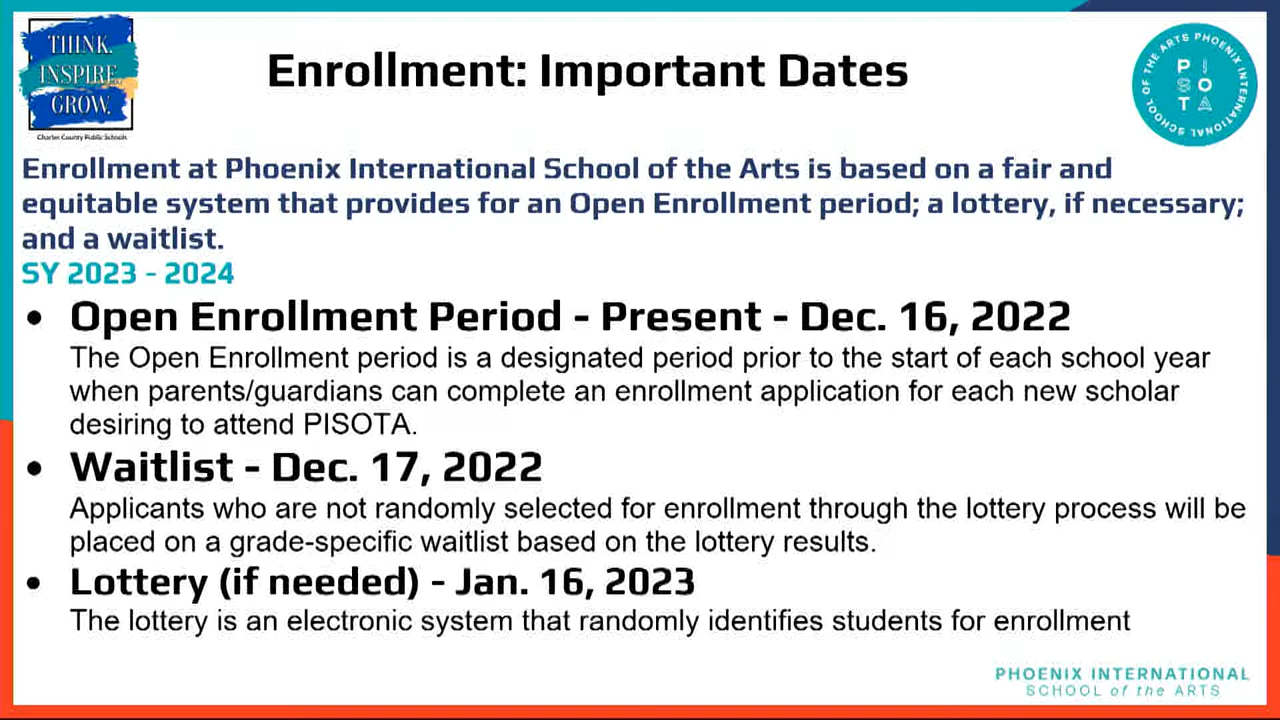 THINK.
INSPIRE.
GROW.
Charles County Public Schools
Enrollment: Important Dates
SCHOOL OF THE ARTS PHOENIX INTERNATIONAL
P I
S O
T A
Enrollment at Phoenix International School of the Arts is based on a fair and
equitable system that provides for an Open Enrollment period; a lottery, if necessary;
and a waitlist.
SY 2023 - 2024
• Open Enrollment Period - Present - Dec. 16, 2022
The Open Enrollment period is a designated period prior to the start of each school year
when parents/guardians can complete an enrollment application for each new scholar
desiring to attend PISOTA.
• Waitlist - Dec. 17, 2022
Applicants who are not randomly selected for enrollment through the lottery process will be
placed on a grade-specific waitlist based on the lottery results.
• Lottery (if needed) - Jan. 16, 2023
The lottery is an electronic system that randomly identifies students for enrollment
PHOENIX INTERNATIONAL
SCHOOL of the ARTS